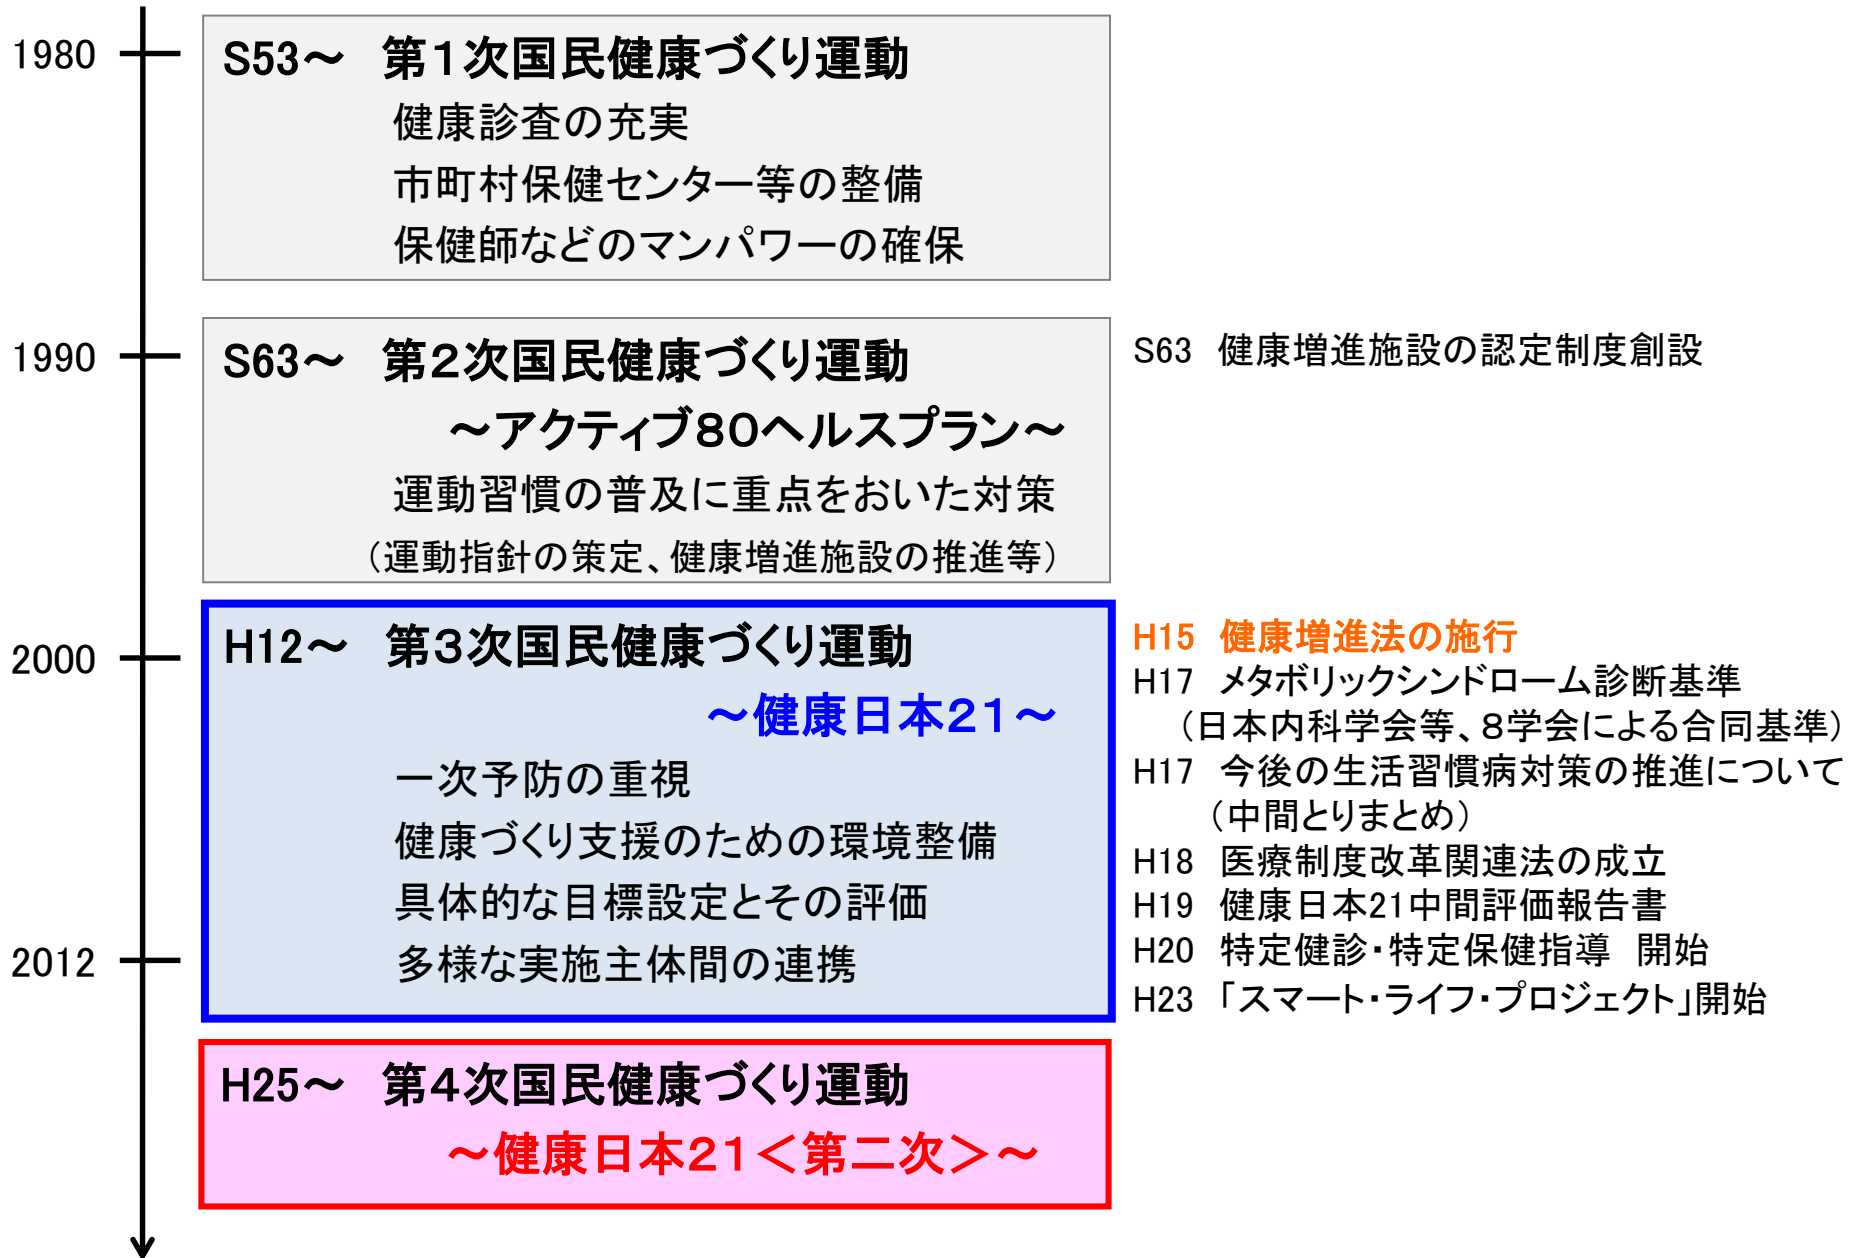 1980
S53～ 第1次国民健康づくり運動
健康診査の充実
市町村保健センター等の整備
保健師などのマンパワーの確保
1990
S63～ 第2次国民健康づくり運動
～アクティブ80ヘルスプラン～
運動習慣の普及に重点をおいた対策
（運動指針の策定、健康増進施設の推進等）
S63 健康増進施設の認定制度創設
2000
H12～ 第3次国民健康づくり運動
～健康日本21～
一次予防の重視
健康づくり支援のための環境整備
具体的な目標設定とその評価
多様な実施主体間の連携
2012
H15 健康増進法の施行
H17 メタボリックシンドローム診断基準
（日本内科学会等、8学会による合同基準）
H17 今後の生活習慣病対策の推進について
（中間とりまとめ）
H18 医療制度改革関連法の成立
H19 健康日本21中間評価報告書
H20 特定健診・特定保健指導 開始
H23 「スマート・ライフ・プロジェクト」開始
H25～ 第4次国民健康づくり運動
～健康日本21＜第二次＞～